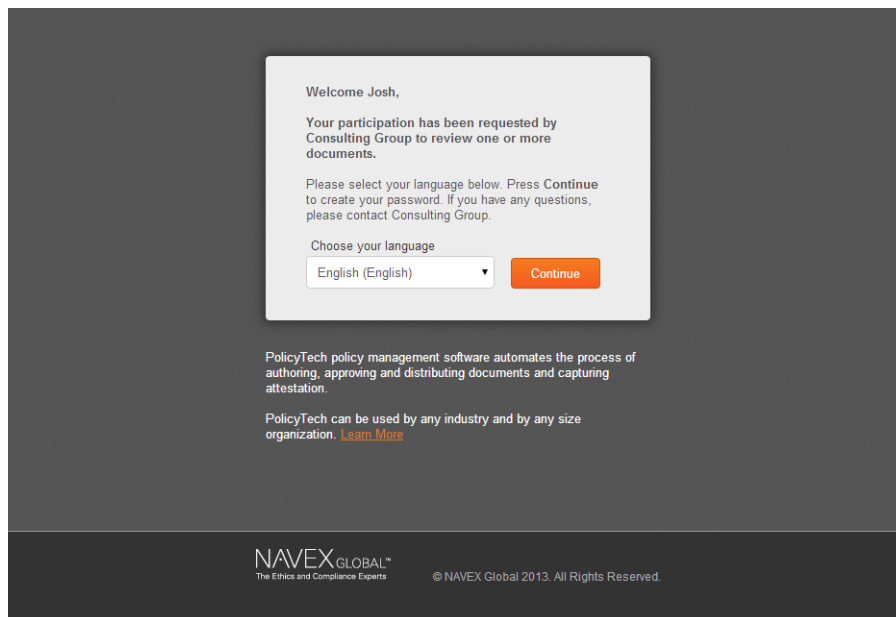 Welcome Josh,
Your participation has been requested by
Consulting Group to review one or more
documents.
Please select your language below. Press Continue
to create your password. If you have any questions,
please contact Consulting Group.
Choose your language
English (English)
Continue
PolicyTech policy management software automates the process of
authoring, approving and distributing documents and capturing
attestation.
PolicyTech can be used by any industry and by any size
organization. Learn More
NAVEX GLOBAL™
The Ethics and Compliance Experts
© NAVEX Global 2013. All Rights Reserved.